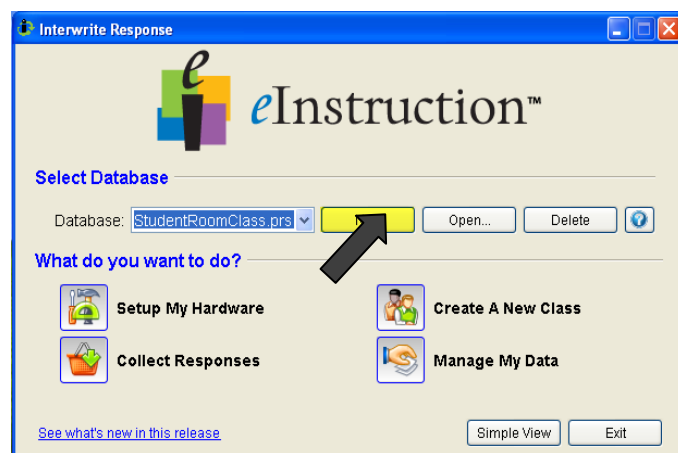 Interwrite Response
eInstruction™
Select Database
Database: StudentRoomClass.prs Open... Delete
What do you want to do?
Setup My Hardware Create A New Class
Collect Responses Manage My Data
See what's new in this release Simple View Exit